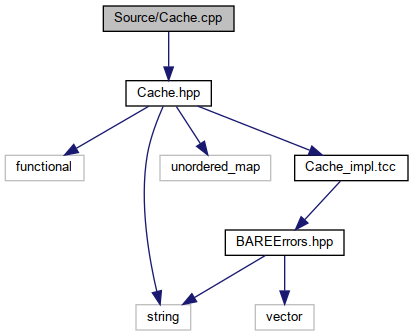 Source/Cache.cpp
Cache.hpp
functional
unordered_map
Cache_impl.tcc
BAREErrors.hpp
string
vector